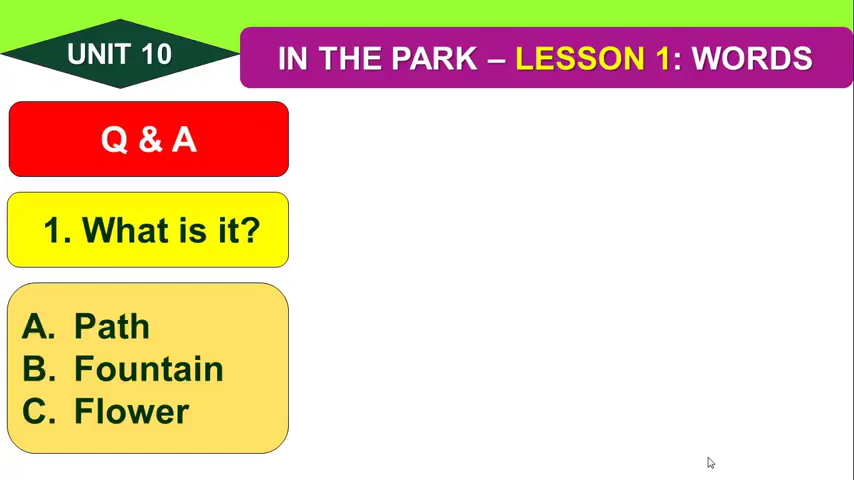 UNIT 10
IN THE PARK – LESSON 1: WORDS
Q & A
1. What is it?
A. Path
B. Fountain
C. Flower